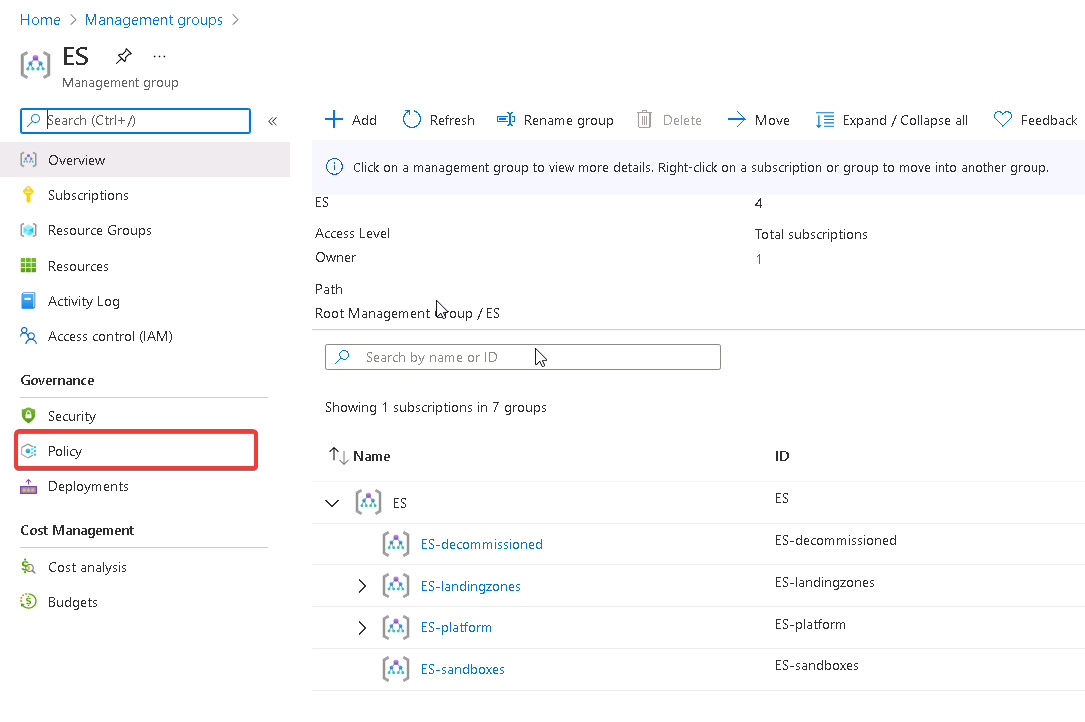 Home > Management groups >
ES ...
Management group
Search (Ctrl+/) «
Overview
Subscriptions
Resource Groups
Resources
Activity Log
Access control (IAM)
Governance
Security
Policy
Deployments
Cost Management
Cost analysis
Budgets
Add Refresh Rename group Delete Move Expand / Collapse all Feedback
Click on a management group to view more details. Right-click on a subscription or group to move into another group.
ES 4
Access Level Total subscriptions
Owner 1
Path
Root Management Group / ES
Search by name or ID
Showing 1 subscriptions in 7 groups
Name ID
ES ES
ES-decommissioned ES-decommissioned
ES-landingzones ES-landingzones
ES-platform ES-platform
ES-sandboxes ES-sandboxes